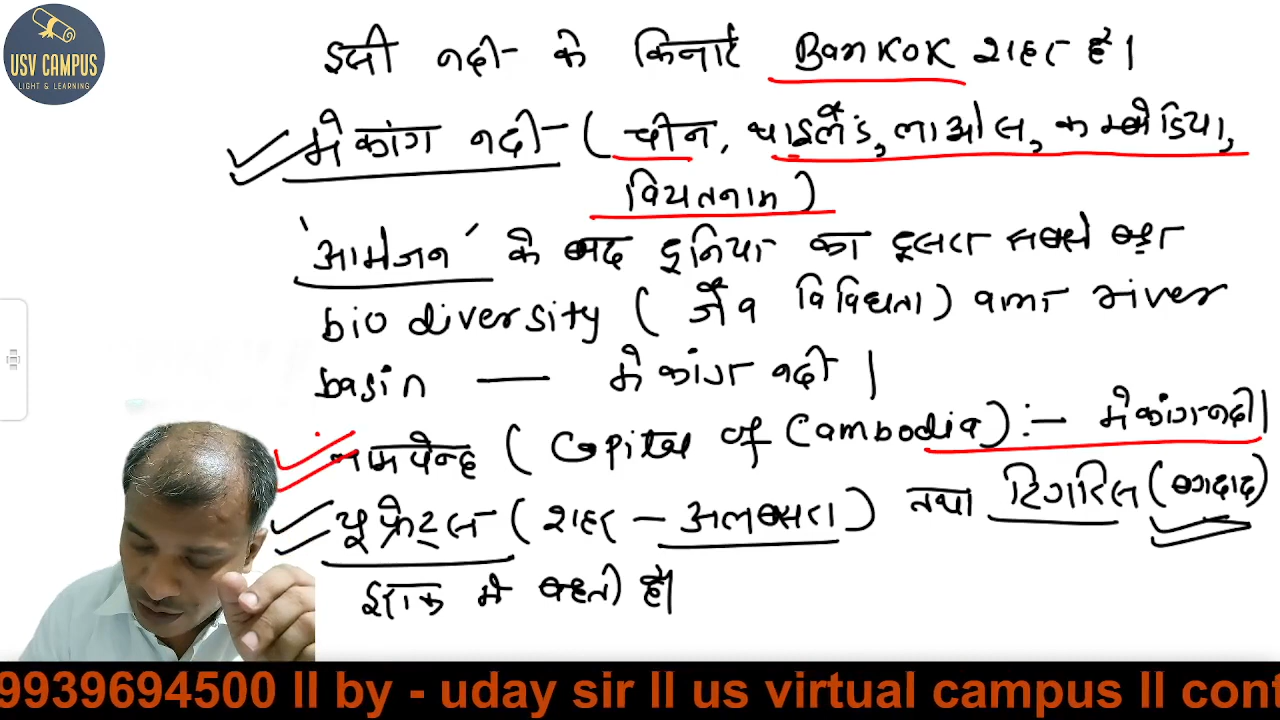 USV CAMPUS
LIGHT & LEARNING
इसी नदी के किनारे BanKoK शहर है।
मेकांग नदी - ( चीन, थाईलैंड, लाओस, कम्बोडिया,
वियतनाम )
'आमेजन' के बाद दुनिया का दूसरा सबसे बड़ा
bio diversity ( जैव विविधता ) वाला river
basin — मेकांग नदी |
नामपेन्ह ( Capital of Cambodia ) :- मेकांग नदी |
यूफ्रेट्स ( शहर - अलबसरा ) तथा टिगरिस ( बगदाद )
इराक मे बहती है।
9939694500 ll by - uday sir ll us virtual campus ll cont